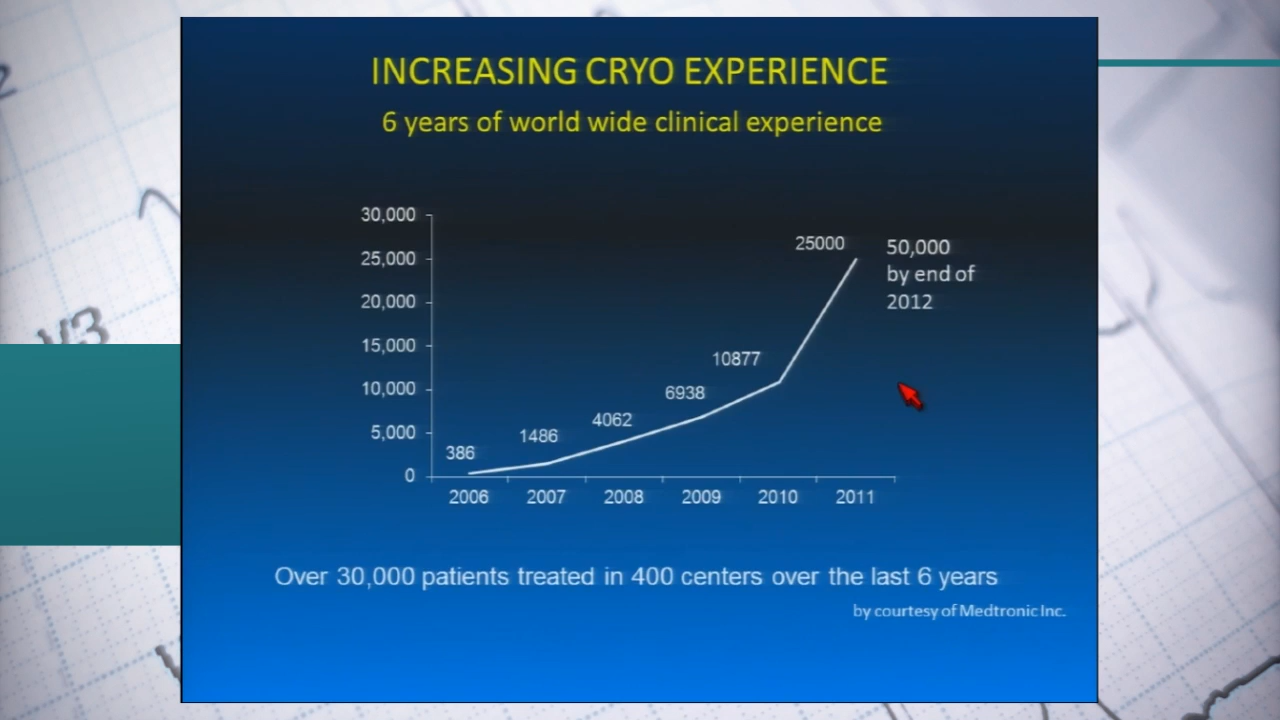 INCREASING CRYO EXPERIENCE
6 years of world wide clinical experience
30,000
25,000
20,000
15,000
10,000
5,000
0
386
1486
4062
6938
10877
25000
50,000
by end of
2012
2006 2007 2008 2009 2010 2011
Over 30,000 patients treated in 400 centers over the last 6 years
by courtesy of Medtronic Inc.
V3